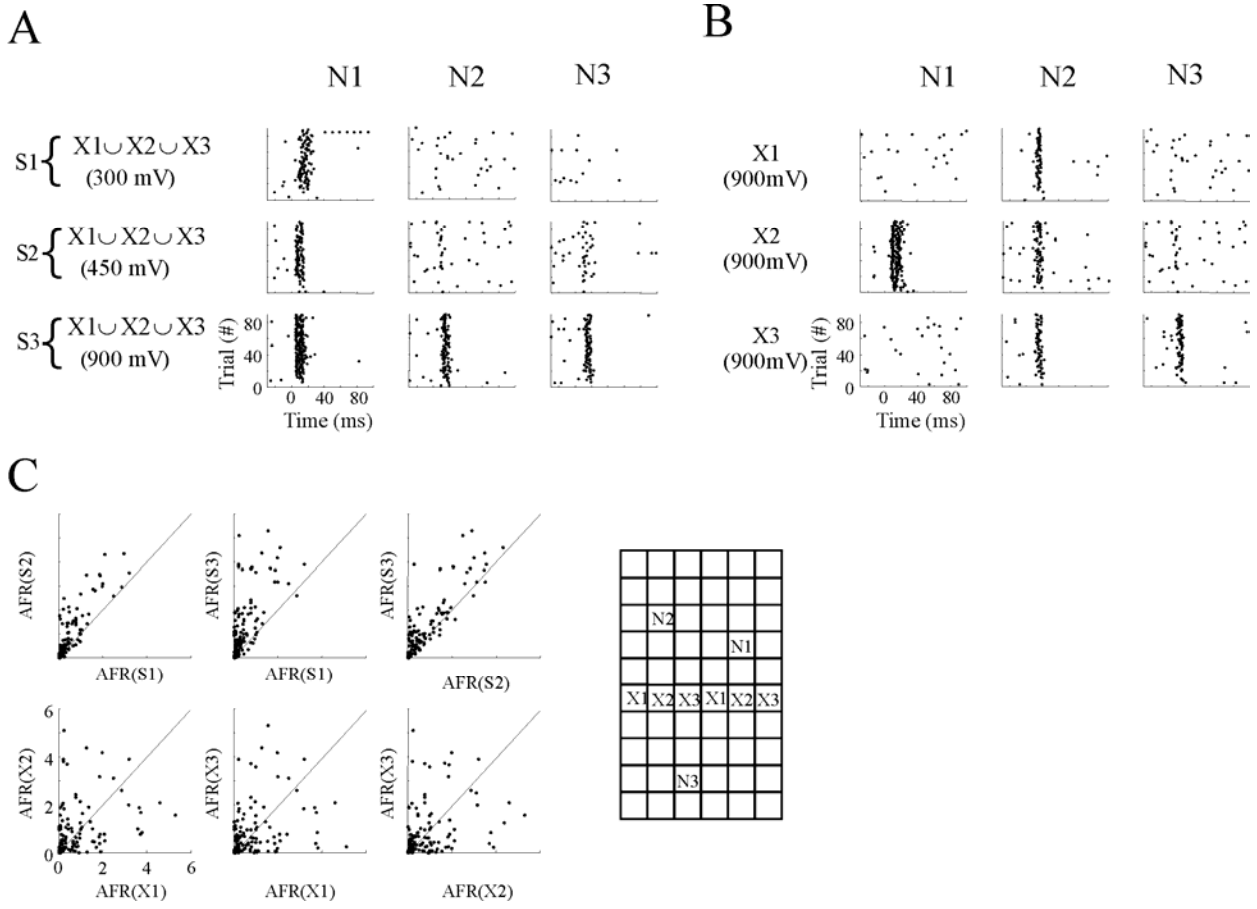 A
N1 N2 N3
S1 { X1∪X2∪X3
(300 mV)
S2 { X1∪X2∪X3
(450 mV)
S3 { X1∪X2∪X3
(900 mV)
Trial (#)
80
40
0
0 40 80
Time (ms)
B
N1 N2 N3
X1
(900mV)
X2
(900mV)
X3
(900mV)
Trial (#)
80
40
0
0 40 80
Time (ms)
C
AFR(S2)
AFR(S1)
AFR(S3)
AFR(S1)
AFR(S3)
AFR(S2)
AFR(X2)
6
4
2
0
0 2 4 6
AFR(X1)
AFR(X3)
AFR(X1)
AFR(X3)
AFR(X2)
N2
N1
X1 X2 X3 X1 X2 X3
N3